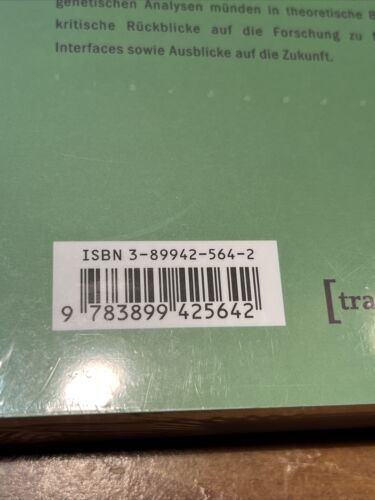 genetischen Analysen münden in theoretische
kritische Rückblicke auf die Forschung zu
Interfaces sowie Ausblicke auf die Zukunft.
ISBN 3-89942-564-2
9 783899 425642
[tra